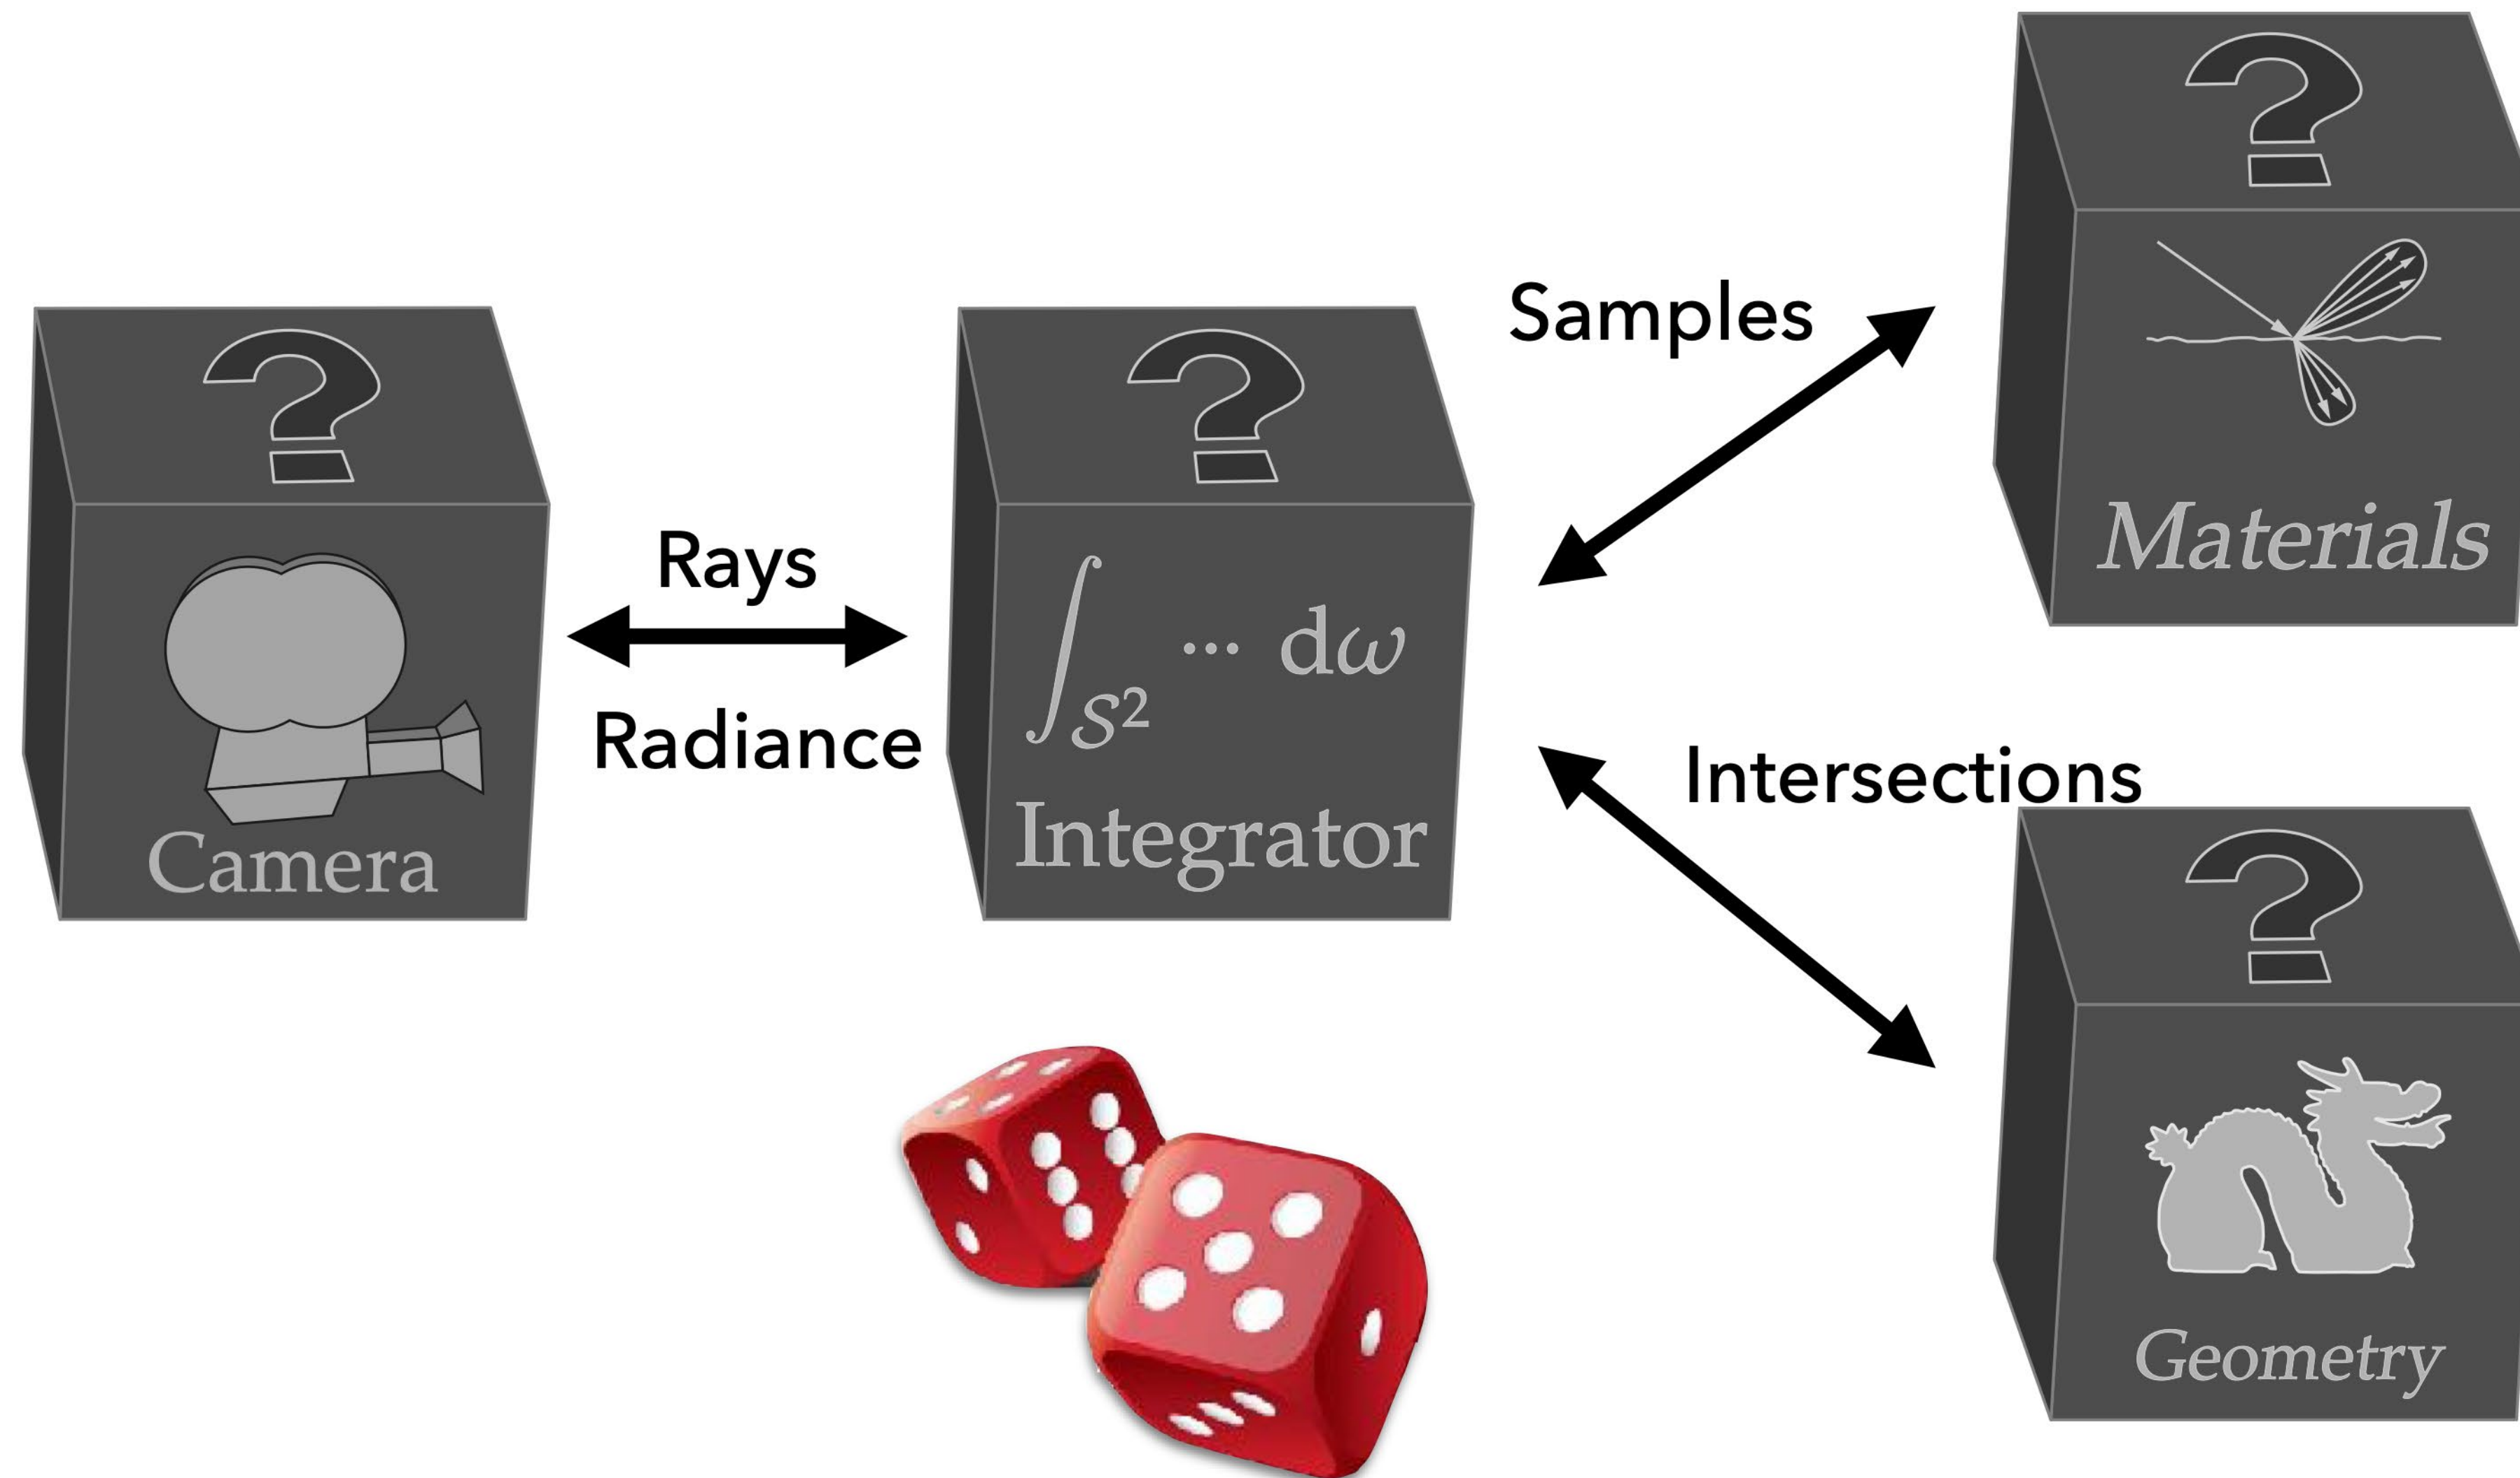 ?
Camera
Rays
Radiance
?
∫S² ··· dω
Integrator
Samples
Intersections
?
Materials
?
Geometry